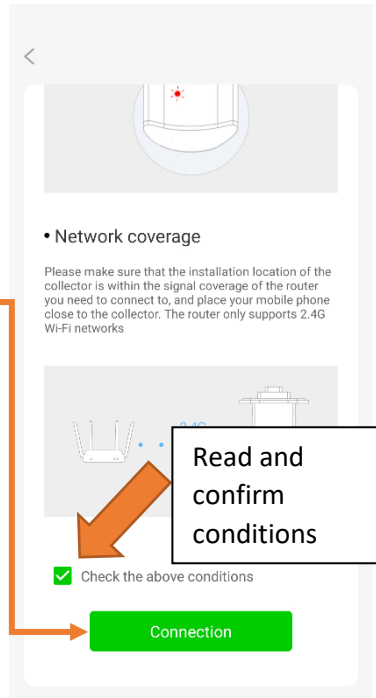 • Network coverage
Please make sure that the installation location of the
collector is within the signal coverage of the router
you need to connect to, and place your mobile phone
close to the collector. The router only supports 2.4G
Wi-Fi networks
Read and
confirm
conditions
Check the above conditions
Connection